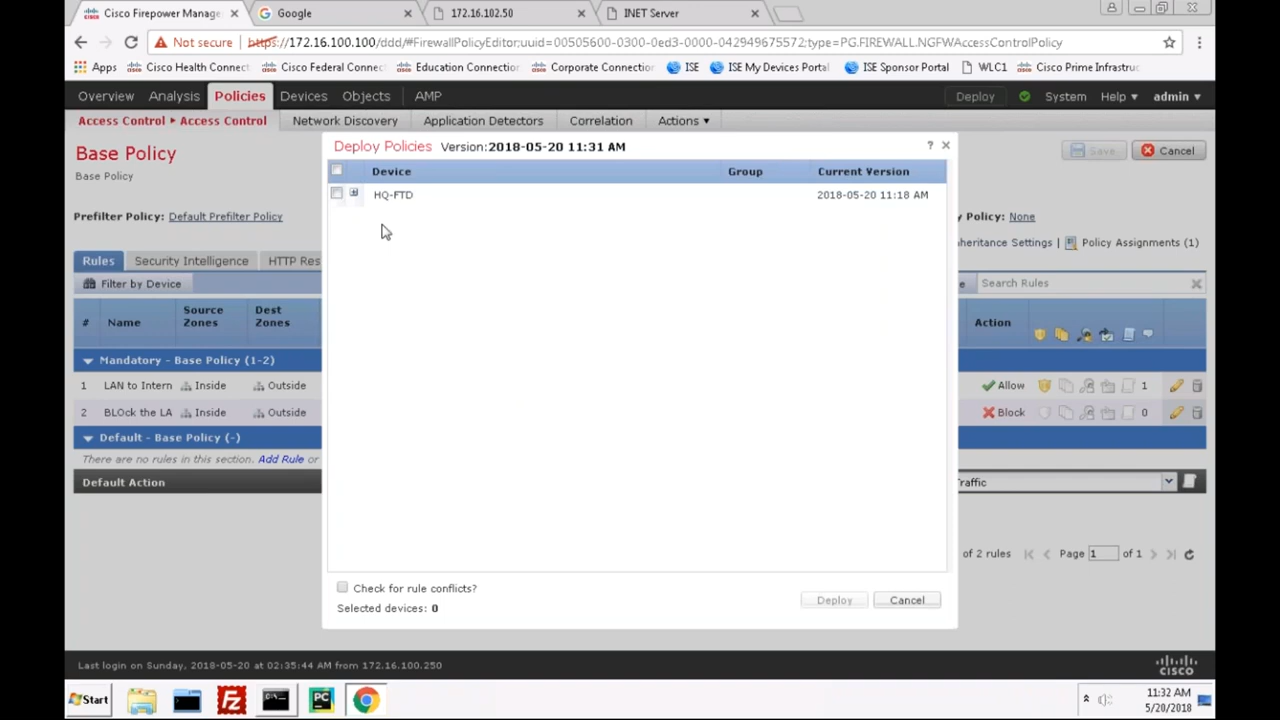 Cisco Firepower Manage
Google
172.16.102.50
INET Server
Not secure https://172.16.100.100/ddd/#FirewallPolicyEditor;uuid=00505600-0300-0ed3-0000-042949675572;type=PG.FIREWALL.NGFWAccessControlPolicy
Apps Cisco Health Connect Cisco Federal Connec Education Connection Corporate Connection ISE ISE My Devices Portal ISE Sponsor Portal WLC1 Cisco Prime Infrastruc
Overview Analysis Policies Devices Objects AMP Deploy System Help admin
Access Control Access Control Network Discovery Application Detectors Correlation Actions
Base Policy
Deploy Policies Version:2018-05-20 11:31 AM ? ×
Save Cancel
Base Policy
Device Group Current Version
HQ-FTD 2018-05-20 11:18 AM
Prefilter Policy: Default Prefilter Policy
y Policy: None
nheritance Settings | Policy Assignments (1)
Rules Security Intelligence HTTP Res
Filter by Device
e Search Rules
# Name Source Zones Dest Zones Action
Mandatory - Base Policy (1-2)
1 LAN to Intern Inside Outside Allow 1
2 BLOck the LA Inside Outside Block 0
Default - Base Policy (-)
There are no rules in this section. Add Rule or
Default Action
Traffic
of 2 rules Page 1 of 1
Check for rule conflicts?
Selected devices: 0
Deploy Cancel
Last login on Sunday, 2018-05-20 at 02:35:44 AM from 172.16.100.250
CISCO
Start
FZ
PC
11:32 AM
5/20/2018